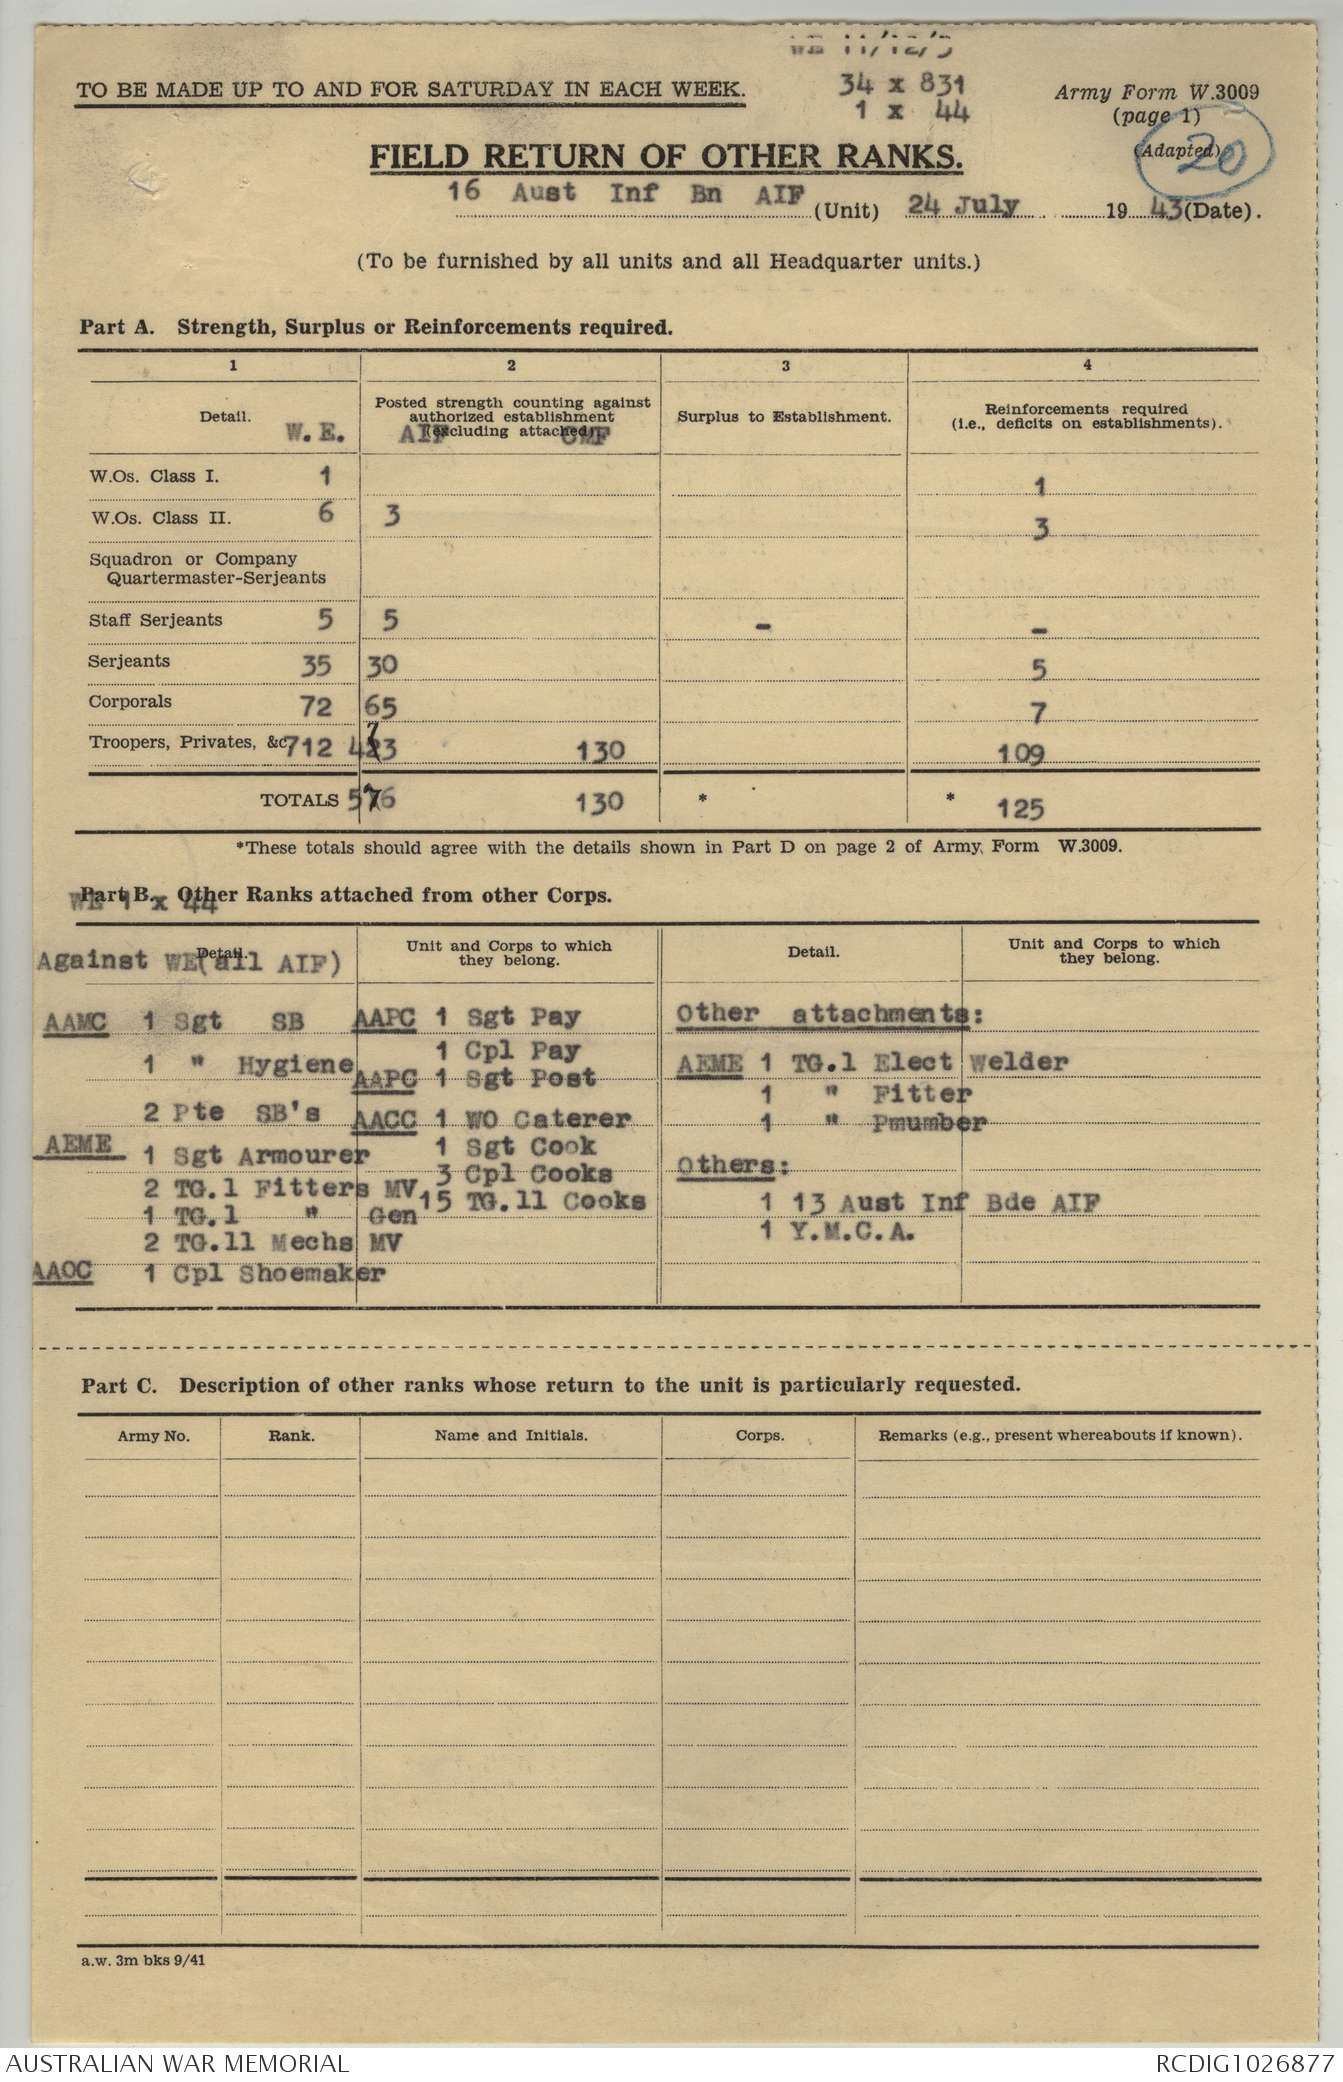 WE 11/12/3
34 x 831
1 x 44
TO BE MADE UP TO AND FOR SATURDAY IN EACH WEEK.
Army Form W.3009
(page 1)
(Adapted)
20
FIELD RETURN OF OTHER RANKS.
16 Aust Inf Bn AIF (Unit) 24 July 1943 (Date).
(To be furnished by all units and all Headquarter units.)
Part A. Strength, Surplus or Reinforcements required.
1 2 3 4
Detail. W.E.
Posted strength counting against
authorized establishment
(excluding attached)
AIF CMF
Surplus to Establishment.
Reinforcements required
(i.e., deficits on establishments).
W.Os. Class I. 1 1
W.Os. Class II. 6 3 3
Squadron or Company
Quartermaster-Serjeants
Staff Serjeants 5 5 - -
Serjeants 35 30 5
Corporals 72 65 7
Troopers, Privates, &c 712 473 130 109
TOTALS 576 130 * * 125
*These totals should agree with the details shown in Part D on page 2 of Army Form W.3009.
Part B. Other Ranks attached from other Corps.
WE 1 x 44
Detail.
Unit and Corps to which
they belong.
Detail.
Unit and Corps to which
they belong.
Against WE(all AIF)
AAMC 1 Sgt SB
1 " Hygiene
2 Pte SB's
AEME 1 Sgt Armourer
2 TG.1 Fitters MV
1 TG.1 " Gen
2 TG.11 Mechs MV
AAOC 1 Cpl Shoemaker
AAPC 1 Sgt Pay
1 Cpl Pay
AAPC 1 Sgt Post
AACC 1 WO Caterer
1 Sgt Cook
3 Cpl Cooks
15 TG.11 Cooks
Other attachments:
AEME 1 TG.1 Elect Welder
1 " Fitter
1 " Pmumber
Others:
1 13 Aust Inf Bde AIF
1 Y.M.C.A.
Part C. Description of other ranks whose return to the unit is particularly requested.
Army No. Rank. Name and Initials. Corps. Remarks (e.g., present whereabouts if known).
a.w. 3m bks 9/41
AUSTRALIAN WAR MEMORIAL RCDIG1026877